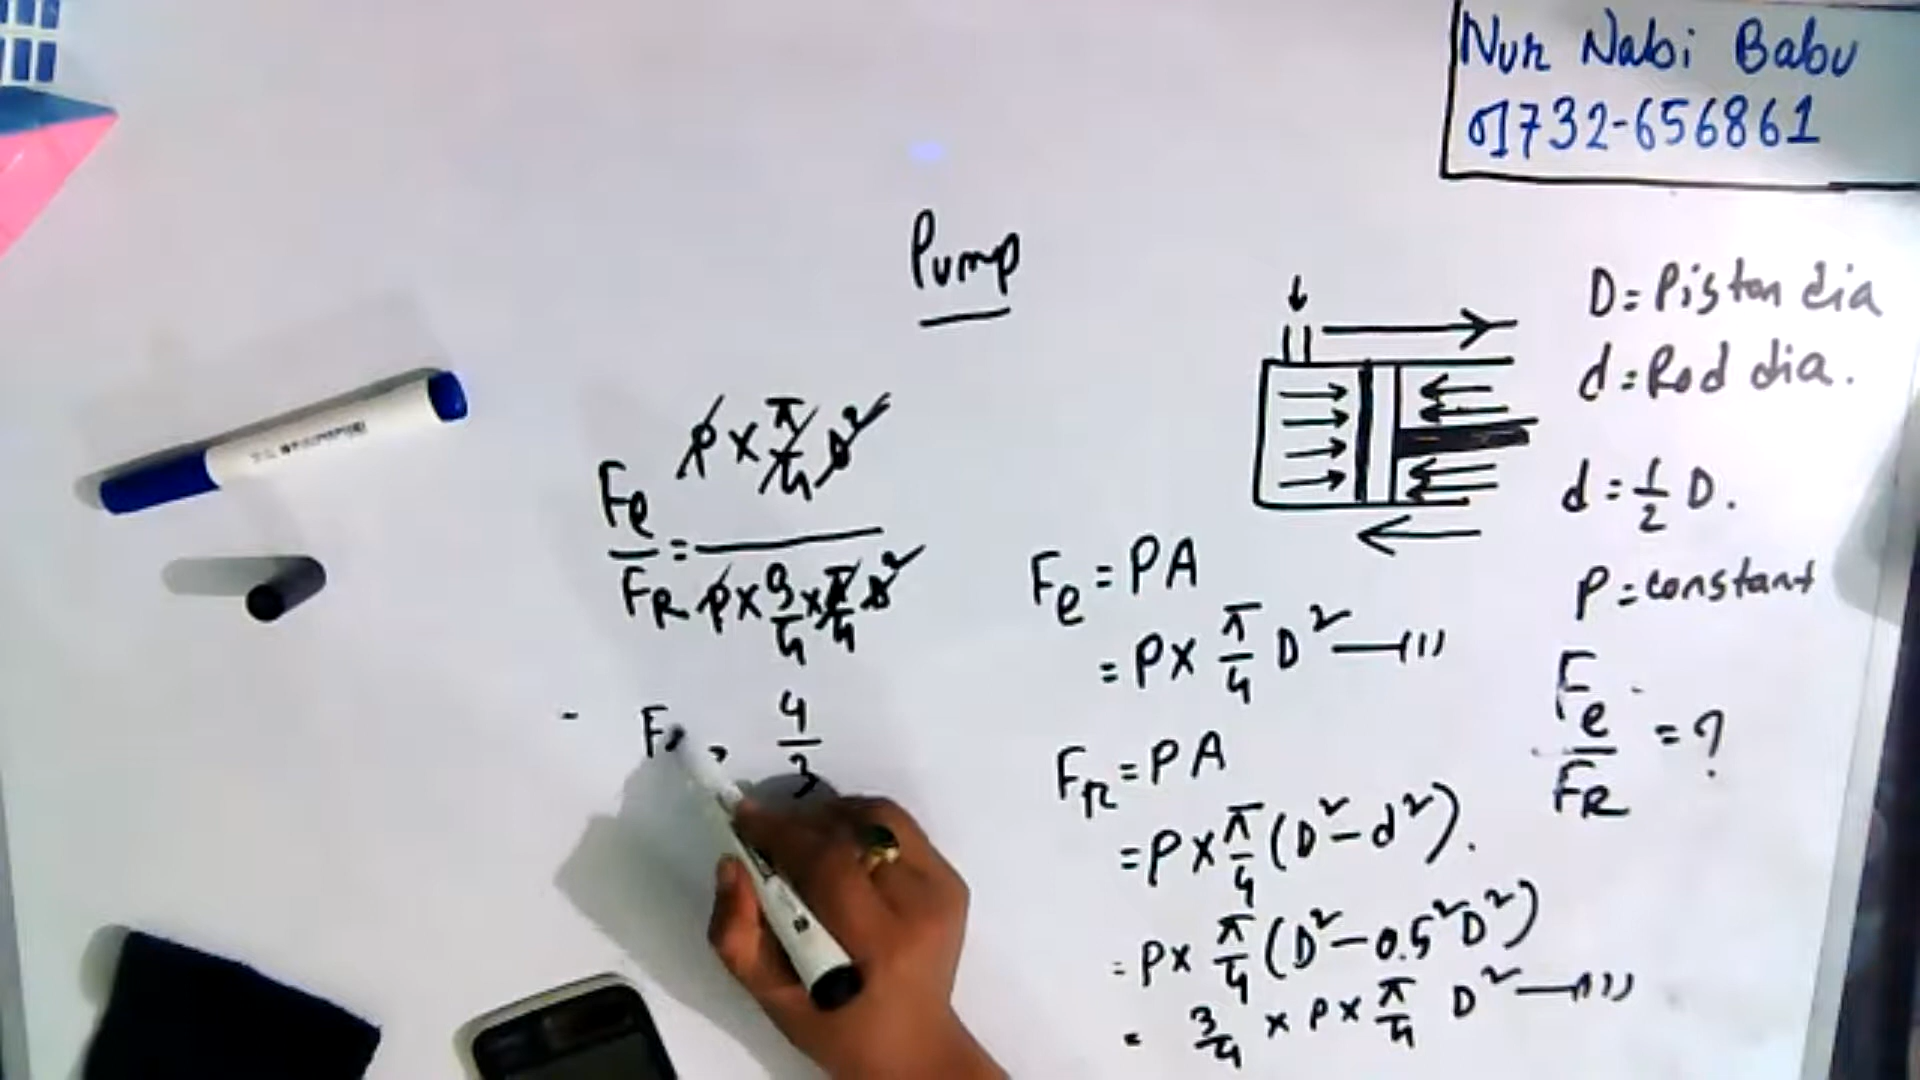 Nur Nabi Babu
01732-656861
Pump
D = Piston dia
d = Rod dia.
d = 1/2 D.
P = constant
Fe/FR = ?
Fe = PA
= P × π/4 D² —(1)
FR = PA
= P × π/4 (D² - d²).
= P × π/4 (D² - 0.5² D²)
= 3/4 × P × π/4 D² —(11)
Fe/FR = P × π/4 D² / P × 3/4 × π/4 D²
4/3